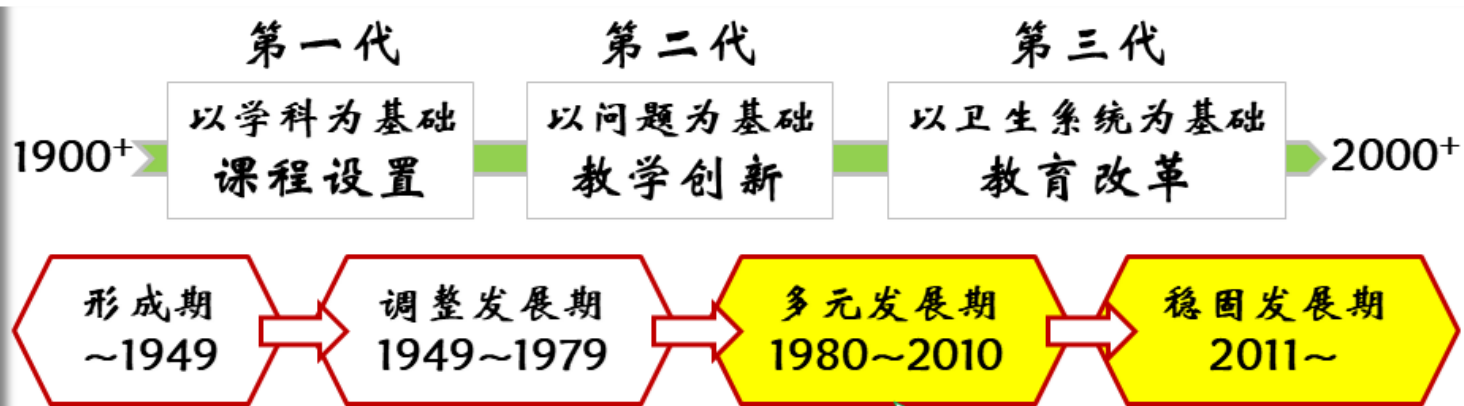 第一代
第二代
第三代
1900⁺
以学科为基础
课程设置
以问题为基础
教学创新
以卫生系统为基础
教育改革
2000⁺
形成期
~1949
调整发展期
1949~1979
多元发展期
1980~2010
稳固发展期
2011~